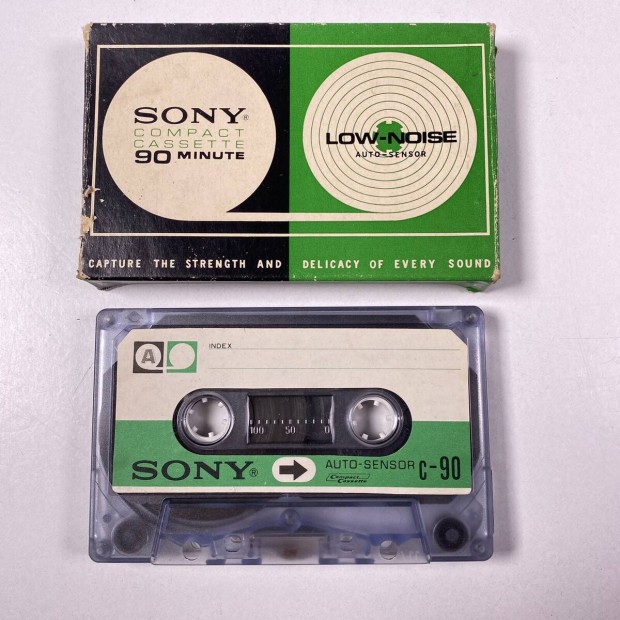 SONY®
COMPACT
CASSETTE
90 MINUTE
LOW-NOISE
AUTO-SENSOR
CAPTURE THE STRENGTH AND DELICACY OF EVERY SOUND
A
INDEX
100 50 0
SONY®
AUTO-SENSOR C-90
Compact
Cassette